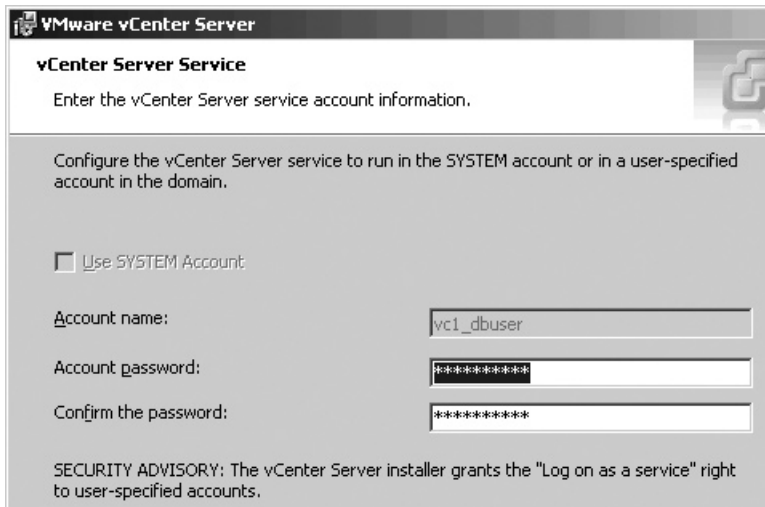 VMware vCenter Server
vCenter Server Service
Enter the vCenter Server service account information.
Configure the vCenter Server service to run in the SYSTEM account or in a user-specified
account in the domain.
Use SYSTEM Account
Account name:
vc1_dbuser
Account password:
**********
Confirm the password:
**********
SECURITY ADVISORY: The vCenter Server installer grants the "Log on as a service" right
to user-specified accounts.